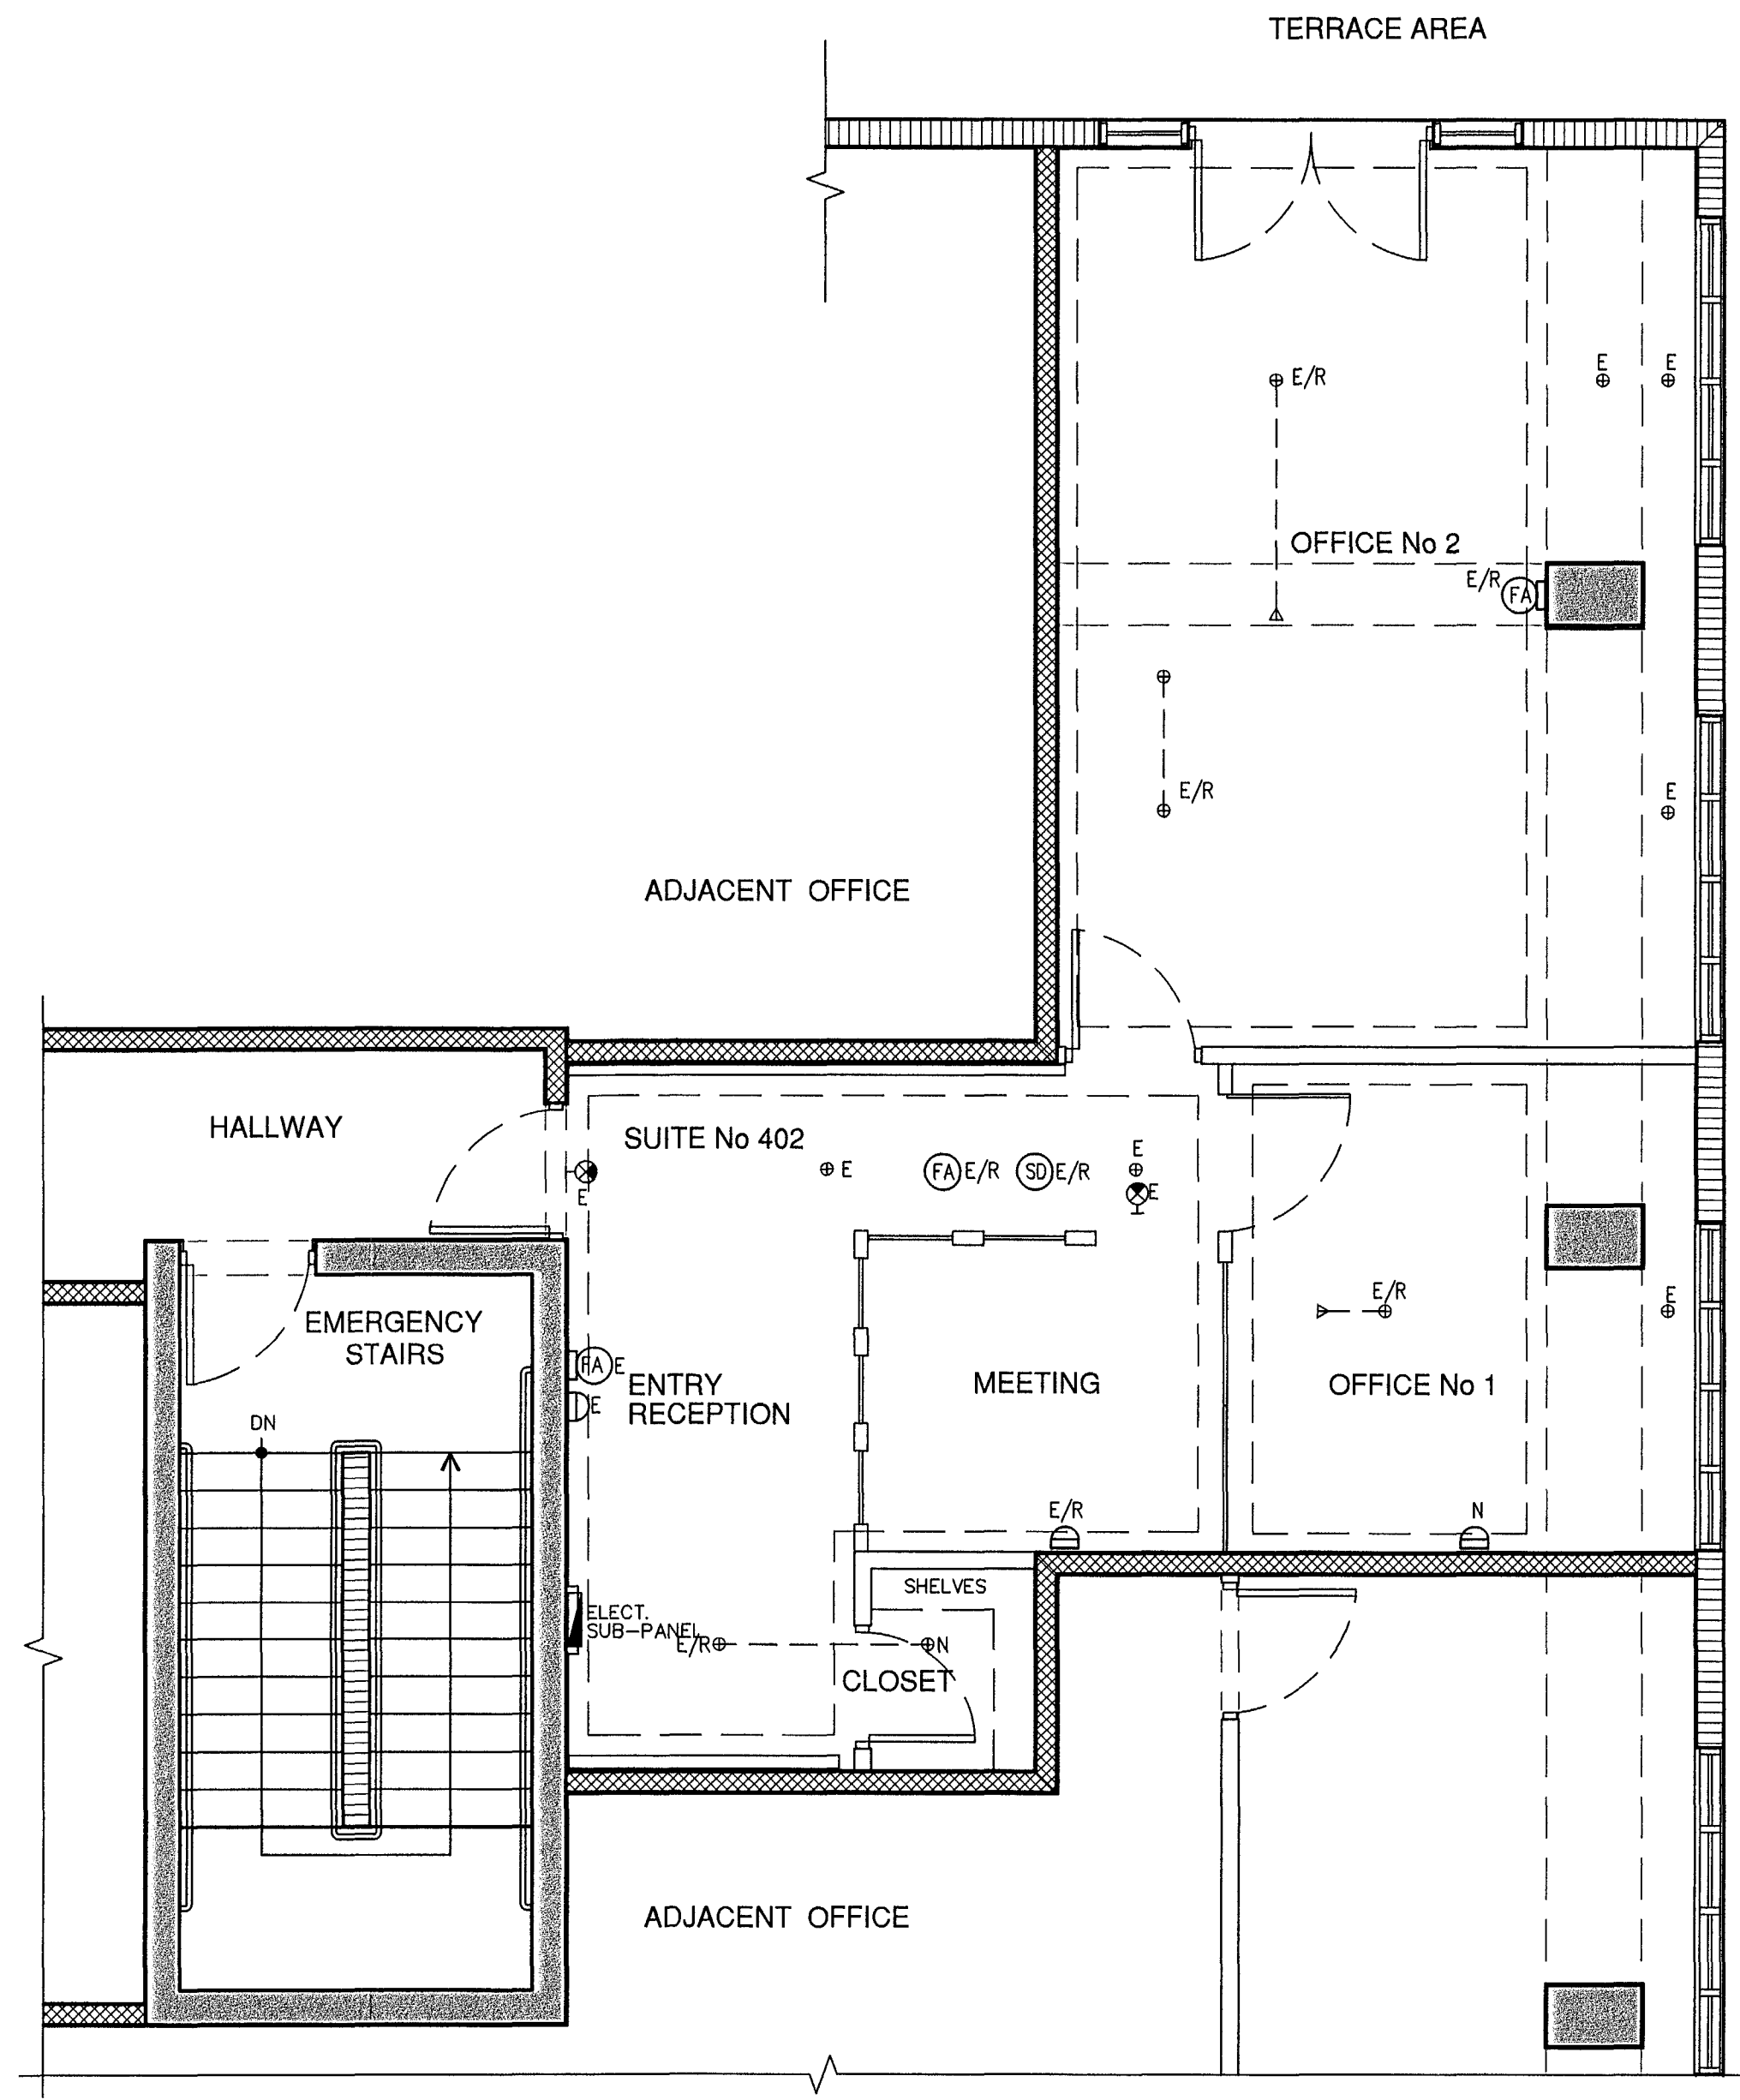 TERRACE AREA
E/R
E
E
OFFICE No 2
E/R
FA
E/R
E
ADJACENT OFFICE
HALLWAY
SUITE No 402
E
E
FA
E/R
SD
E/R
E
E
EMERGENCY
STAIRS
E/R
E
FA
E
ENTRY
RECEPTION
E
MEETING
OFFICE No 1
DN
E/R
N
SHELVES
ELECT.
SUB-PANEL
E/R
N
CLOSET
ADJACENT OFFICE